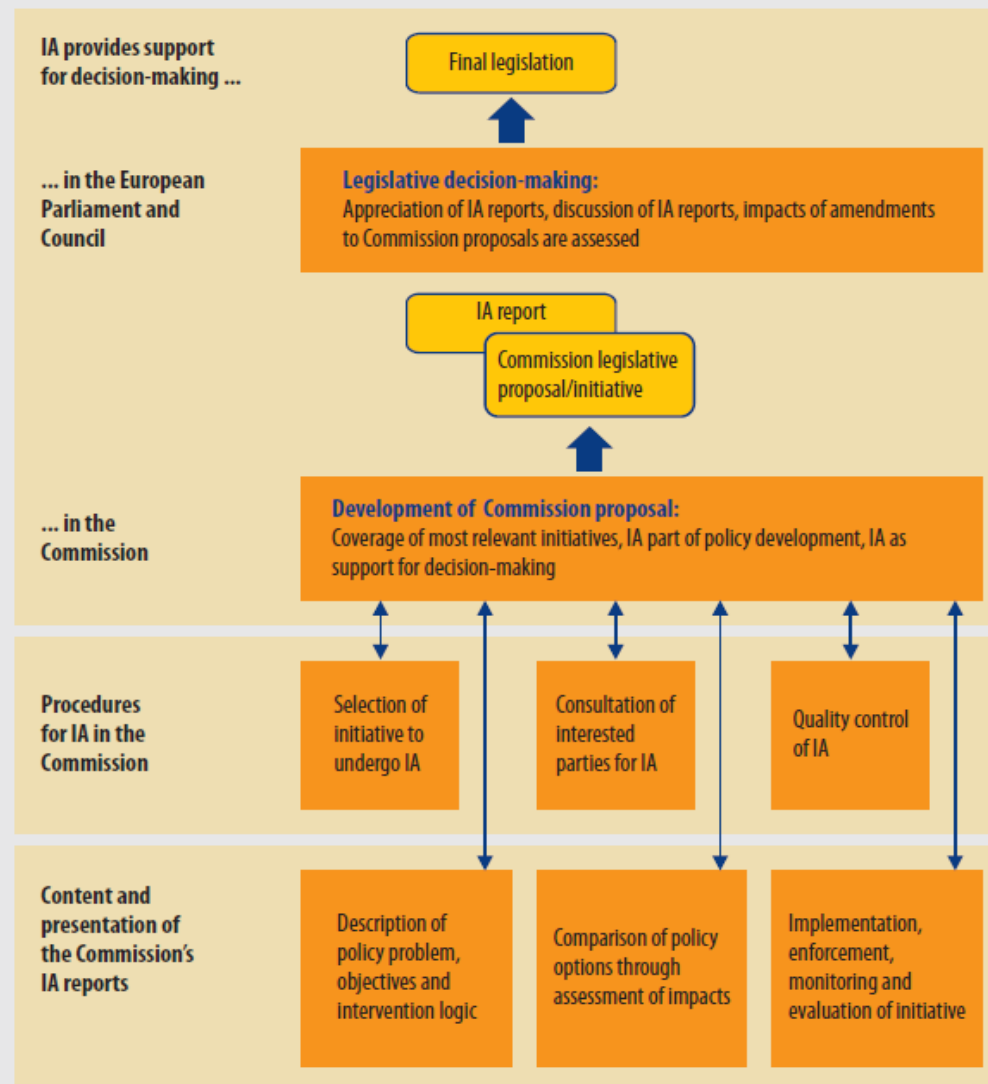 IA provides support
for decision-making ...
Final legislation
... in the European
Parliament and
Council
Legislative decision-making:
Appreciation of IA reports, discussion of IA reports, impacts of amendments
to Commission proposals are assessed
IA report
Commission legislative
proposal/initiative
... in the
Commission
Development of Commission proposal:
Coverage of most relevant initiatives, IA part of policy development, IA as
support for decision-making
Procedures
for IA in the
Commission
Selection of
initiative to
undergo IA
Consultation of
interested
parties for IA
Quality control
of IA
Content and
presentation of
the Commission's
IA reports
Description of
policy problem,
objectives and
intervention logic
Comparison of policy
options through
assessment of impacts
Implementation,
enforcement,
monitoring and
evaluation of initiative